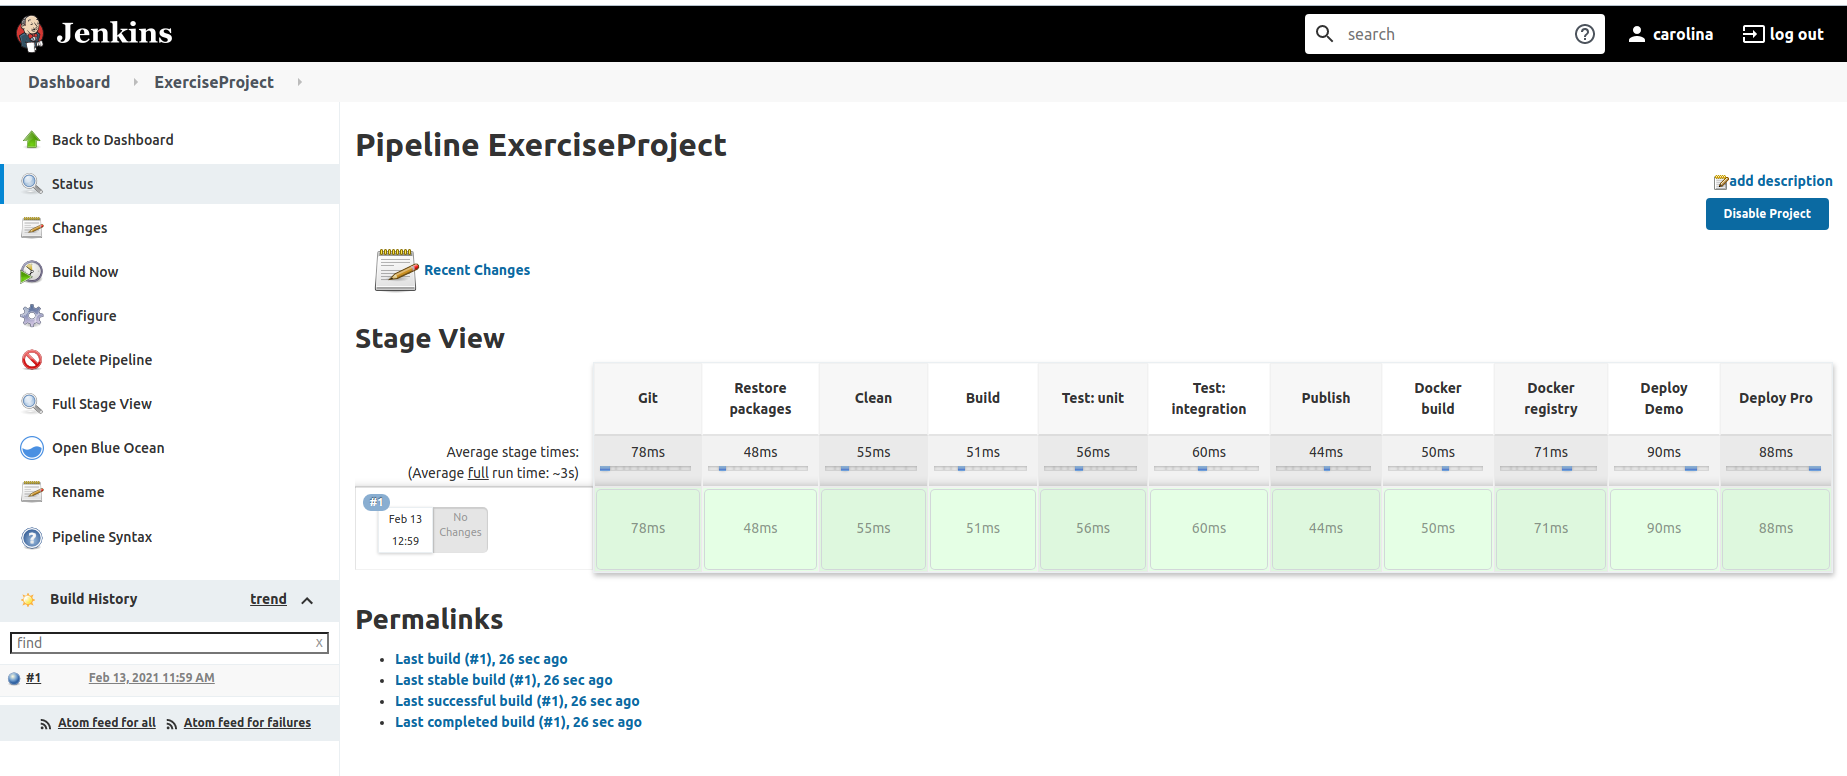 Jenkins
search
carolina
log out
Dashboard
ExerciseProject
Back to Dashboard
Status
Changes
Build Now
Configure
Delete Pipeline
Full Stage View
Open Blue Ocean
Rename
Pipeline Syntax
Build History
trend
find
x
#1
Feb 13, 2021 11:59 AM
Atom feed for all
Atom feed for failures
Pipeline ExerciseProject
add description
Disable Project
Recent Changes
Stage View
Git
Restore
packages
Clean
Build
Test: unit
Test:
integration
Publish
Docker
build
Docker
registry
Deploy
Demo
Deploy Pro
Average stage times:
(Average full run time: ~3s)
78ms
48ms
55ms
51ms
56ms
60ms
44ms
50ms
71ms
90ms
88ms
#1
Feb 13
12:59
No
Changes
78ms
48ms
55ms
51ms
56ms
60ms
44ms
50ms
71ms
90ms
88ms
Permalinks
Last build (#1), 26 sec ago
Last stable build (#1), 26 sec ago
Last successful build (#1), 26 sec ago
Last completed build (#1), 26 sec ago